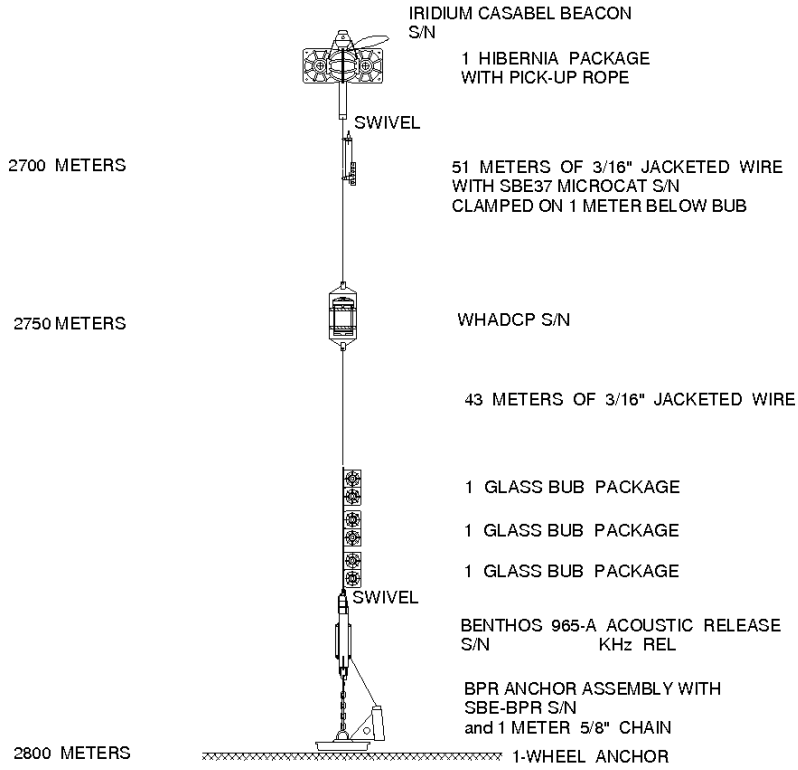 IRIDIUM CASABEL BEACON
S/N
1 HIBERNIA PACKAGE
WITH PICK-UP ROPE
SWIVEL
2700 METERS
51 METERS OF 3/16" JACKETED WIRE
WITH SBE37 MICROCAT S/N
CLAMPED ON 1 METER BELOW BUB
2750 METERS
WHADCP S/N
43 METERS OF 3/16" JACKETED WIRE
1 GLASS BUB PACKAGE
1 GLASS BUB PACKAGE
1 GLASS BUB PACKAGE
SWIVEL
BENTHOS 965-A ACOUSTIC RELEASE
S/N KHz REL
BPR ANCHOR ASSEMBLY WITH
SBE-BPR S/N
and 1 METER 5/8" CHAIN
2800 METERS
1-WHEEL ANCHOR